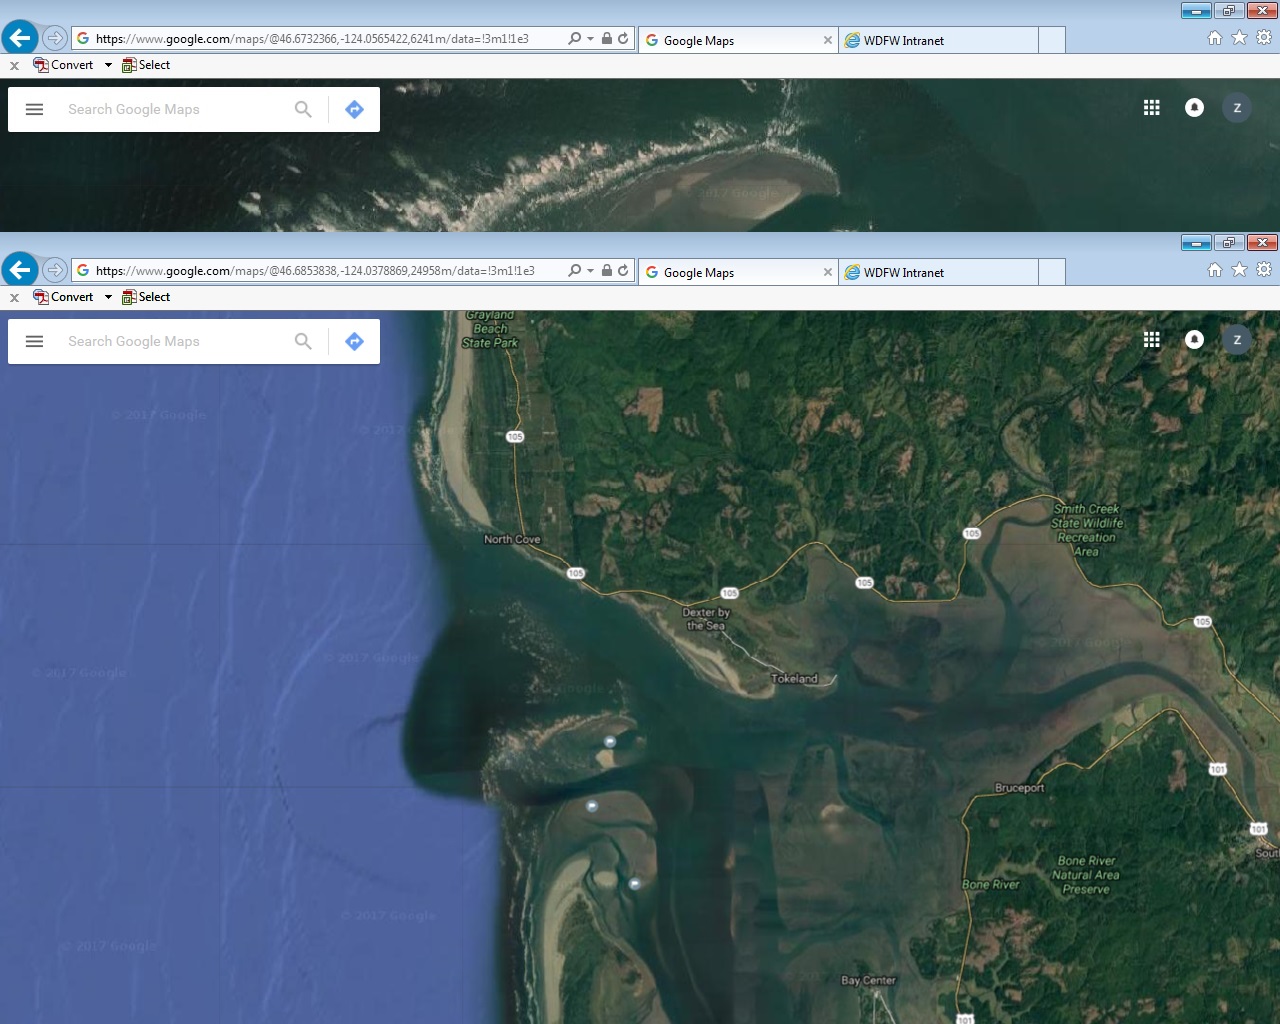 https://www.google.com/maps/@46.6732366,-124.0565422,6241m/data=!3m1!1e3
Google Maps
WDFW Intranet
x Convert Select
Search Google Maps
Z
2017 Google
https://www.google.com/maps/@46.6853838,-124.0378869,24958m/data=!3m1!1e3
Google Maps
WDFW Intranet
x Convert Select
Grayland
Beach
State Park
Search Google Maps
Z
© 2017 Google
© 2017
105
Smith Creek
State Wildlife
Recreation
Area
105
North Cove
105
105
105
Dexter by
the Sea
105
© 2017 Google
© 2017 Google
© 2017 Google
Tokeland
Google
101
Bruceport
101
Sout
Bone River
Natural Area
Preserve
Bone River
© 2017 Google
© 2017 Google
Bay Center
101